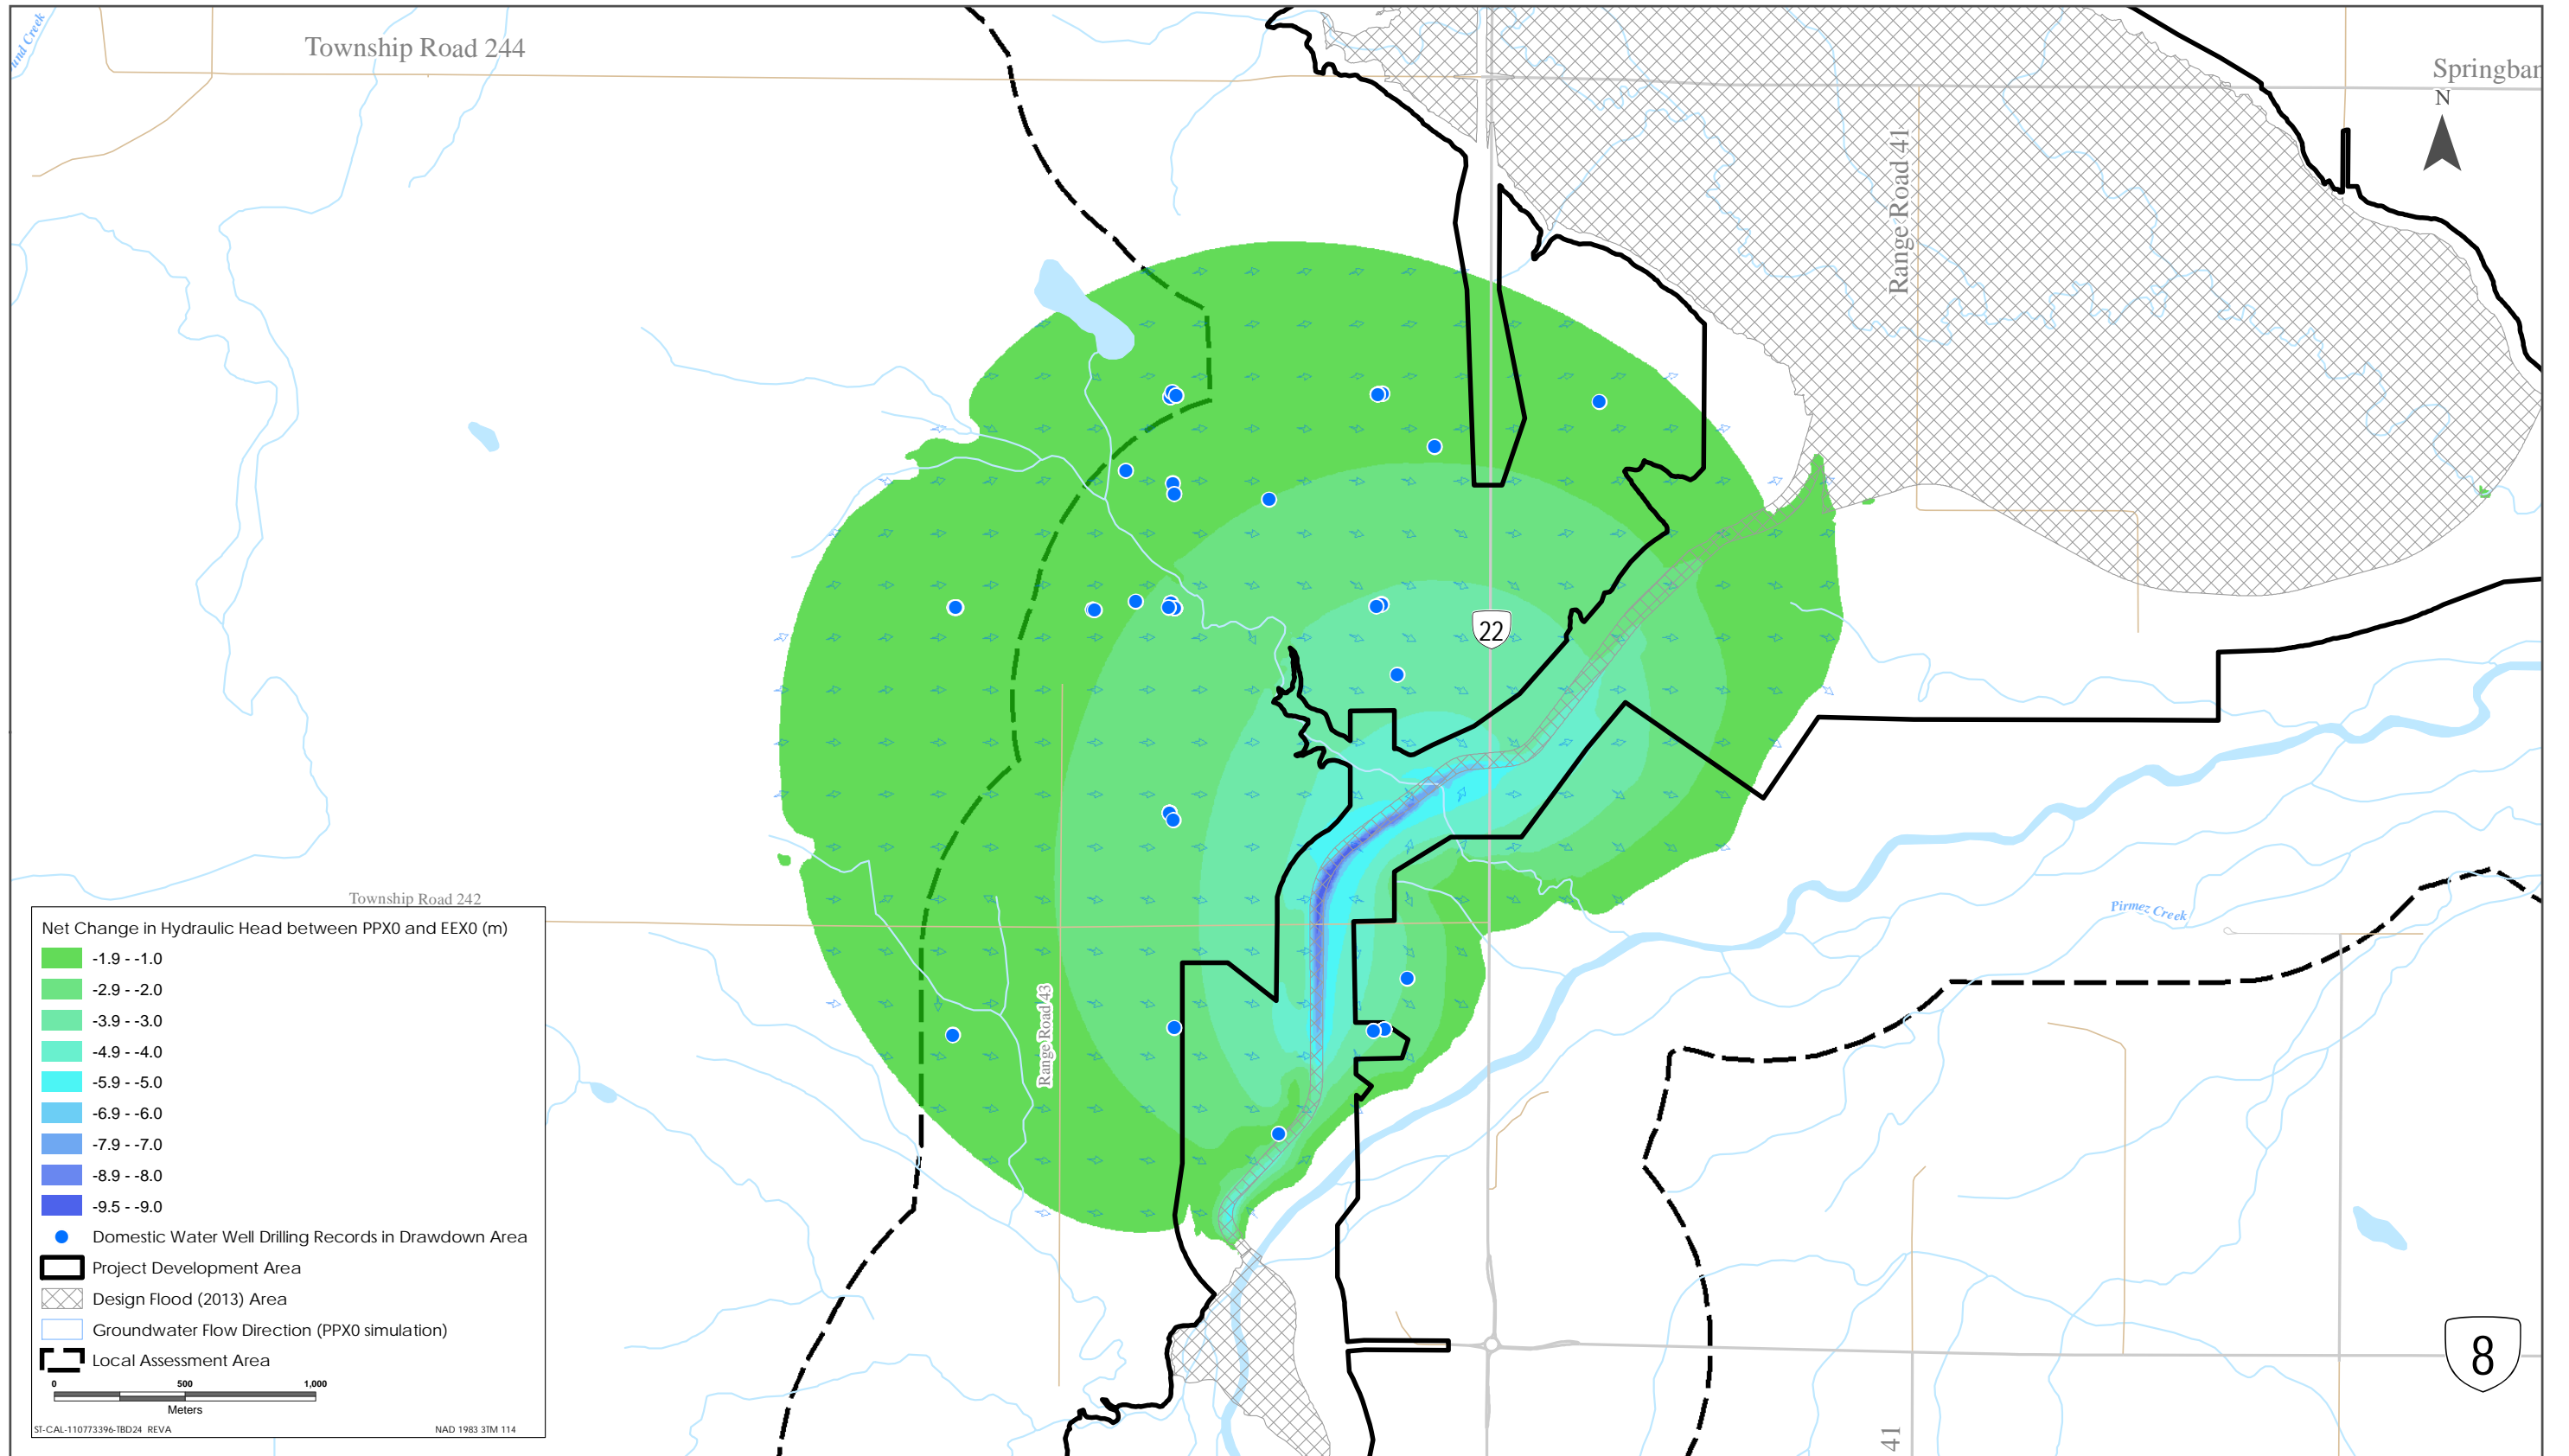 und Creek
Township Road 244
Springban
N
Range Road 41
22
Township Road 242
Pirmez Creek
Range Road 43
Net Change in Hydraulic Head between PPX0 and EEX0 (m)
-1.9 - -1.0
-2.9 - -2.0
-3.9 - -3.0
-4.9 - -4.0
-5.9 - -5.0
-6.9 - -6.0
-7.9 - -7.0
-8.9 - -8.0
-9.5 - -9.0
Domestic Water Well Drilling Records in Drawdown Area
Project Development Area
Design Flood (2013) Area
Groundwater Flow Direction (PPX0 simulation)
Local Assessment Area
0 500 1,000
Meters
ST-CAL-110773396-TBD24 REVA NAD 1983 3TM 114
8
41